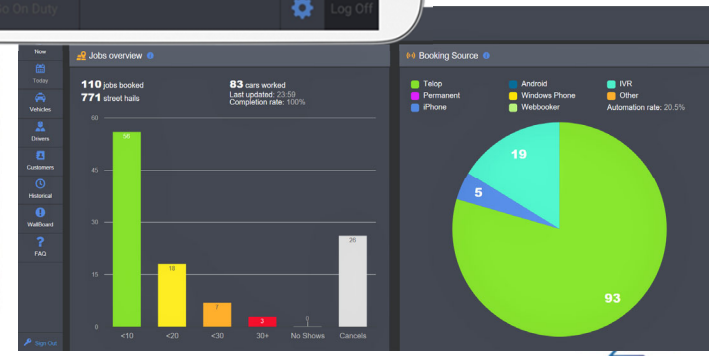 Go On Duty
Log Off
Now
Today
Vehicles
Drivers
Customers
Historical
WallBoard
FAQ
Sign Out
Jobs overview
110 jobs booked
771 street hails
83 cars worked
Last updated: 23:59
Completion rate: 100%
60
45
30
15
0
56
18
7
3
0
26
<10
<20
<30
30+
No Shows
Cancels
Booking Source
Telop
Android
IVR
Permanent
Windows Phone
Other
iPhone
Webbooker
Automation rate: 20.5%
19
5
93